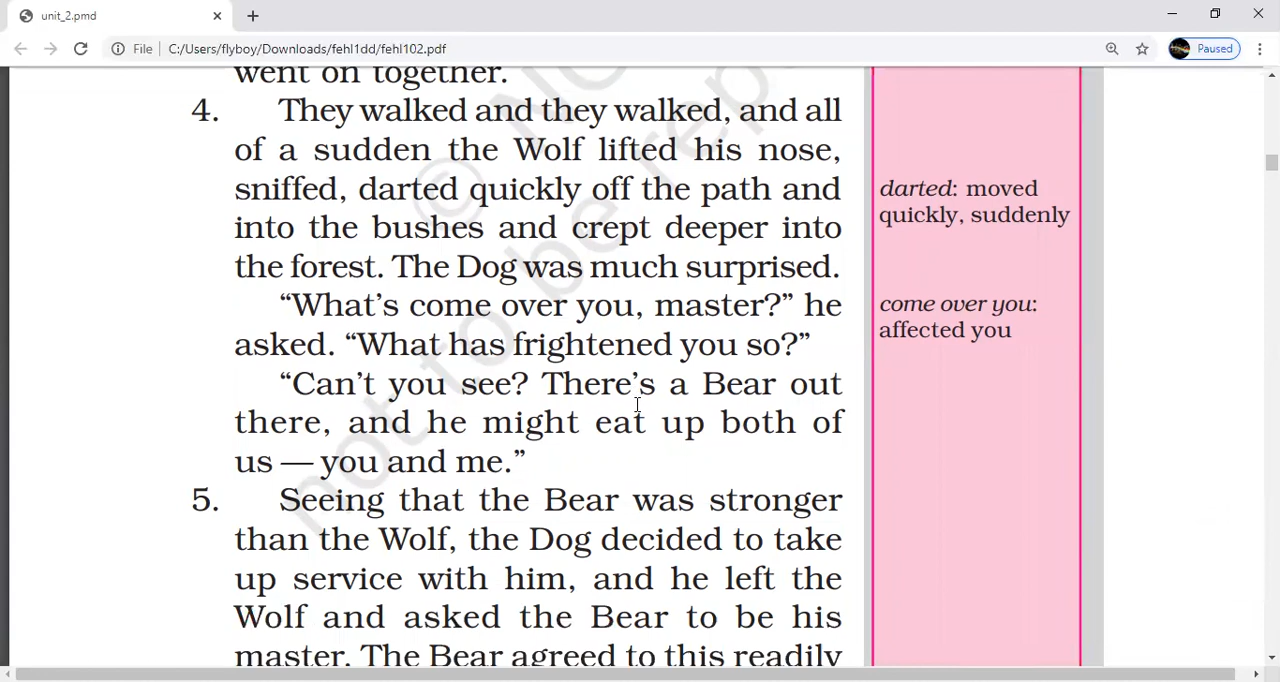 unit_2.pmd
File C:/Users/flyboy/Downloads/fehl1dd/fehl102.pdf
Paused
went on together.
4. They walked and they walked, and all
of a sudden the Wolf lifted his nose,
sniffed, darted quickly off the path and
into the bushes and crept deeper into
the forest. The Dog was much surprised.
“What’s come over you, master?” he
asked. “What has frightened you so?”
“Can’t you see? There’s a Bear out
there, and he might eat up both of
us — you and me.”
5. Seeing that the Bear was stronger
than the Wolf, the Dog decided to take
up service with him, and he left the
Wolf and asked the Bear to be his
master. The Bear agreed to this readily
darted: moved
quickly, suddenly
come over you:
affected you
not to be rep